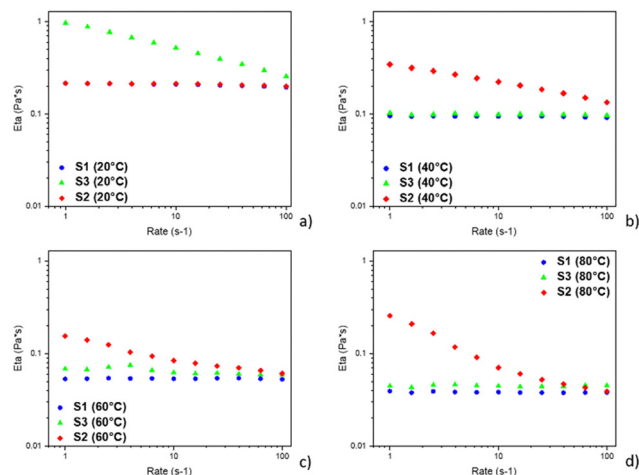 1
Eta (Pa*s)
0.1
S1 (20°C)
S3 (20°C)
S2 (20°C)
0.01
1 10 100
Rate (s-1)
a)
1
Eta (Pa*s)
0.1
S1 (40°C)
S3 (40°C)
S2 (40°C)
0.01
1 10 100
Rate (s-1)
b)
1
Eta (Pa*s)
0.1
S1 (60°C)
S3 (60°C)
S2 (60°C)
0.01
1 10 100
Rate (s-1)
c)
S1 (80°C)
S3 (80°C)
S2 (80°C)
1
Eta (Pa*s)
0.1
0.01
1 10 100
Rate (s-1)
d)